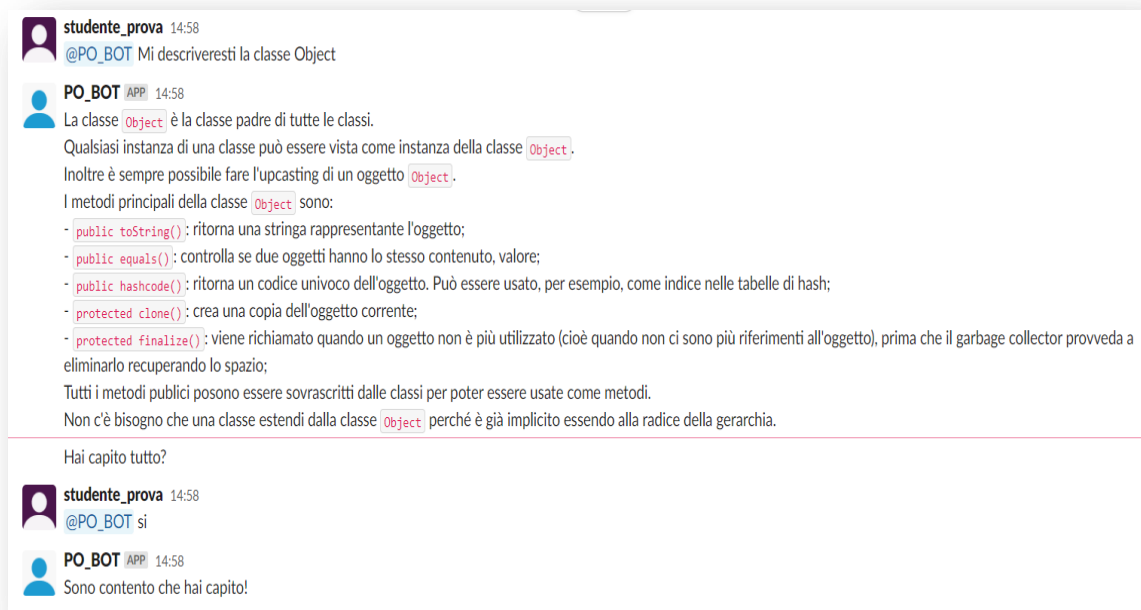 studente_prova 14:58
@PO_BOT Mi descriveresti la classe Object
PO_BOT APP 14:58
La classe Object è la classe padre di tutte le classi.
Qualsiasi instanza di una classe può essere vista come instanza della classe Object.
Inoltre è sempre possibile fare l'upcasting di un oggetto Object.
I metodi principali della classe Object sono:
- public toString(): ritorna una stringa rappresentante l'oggetto;
- public equals(): controlla se due oggetti hanno lo stesso contenuto, valore;
- public hashcode(): ritorna un codice univoco dell'oggetto. Può essere usato, per esempio, come indice nelle tabelle di hash;
- protected clone(): crea una copia dell'oggetto corrente;
- protected finalize(): viene richiamato quando un oggetto non è più utilizzato (cioè quando non ci sono più riferimenti all'oggetto), prima che il garbage collector provveda a
eliminarlo recuperando lo spazio;
Tutti i metodi publici posono essere sovrascritti dalle classi per poter essere usate come metodi.
Non c'è bisogno che una classe estendi dalla classe Object perché è già implicito essendo alla radice della gerarchia.
Hai capito tutto?
studente_prova 14:58
@PO_BOT si
PO_BOT APP 14:58
Sono contento che hai capito!